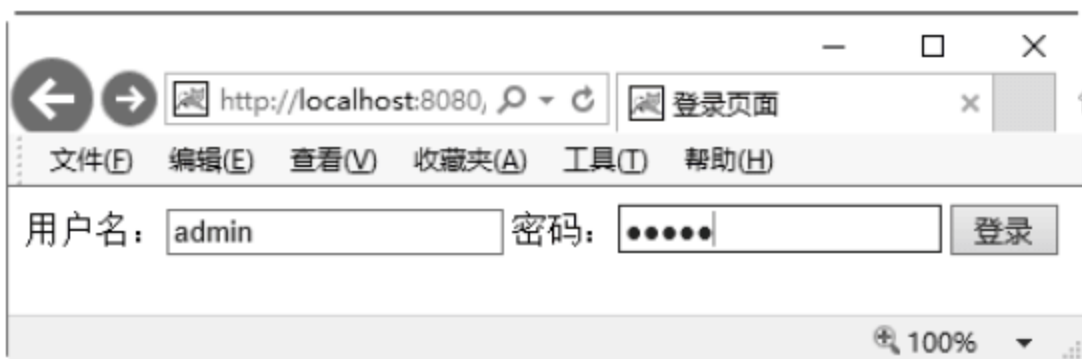 http://localhost:8080, 登录页面
文件(F) 编辑(E) 查看(V) 收藏夹(A) 工具(T) 帮助(H)
用户名： admin 密码： ●●●●● 登录
100%